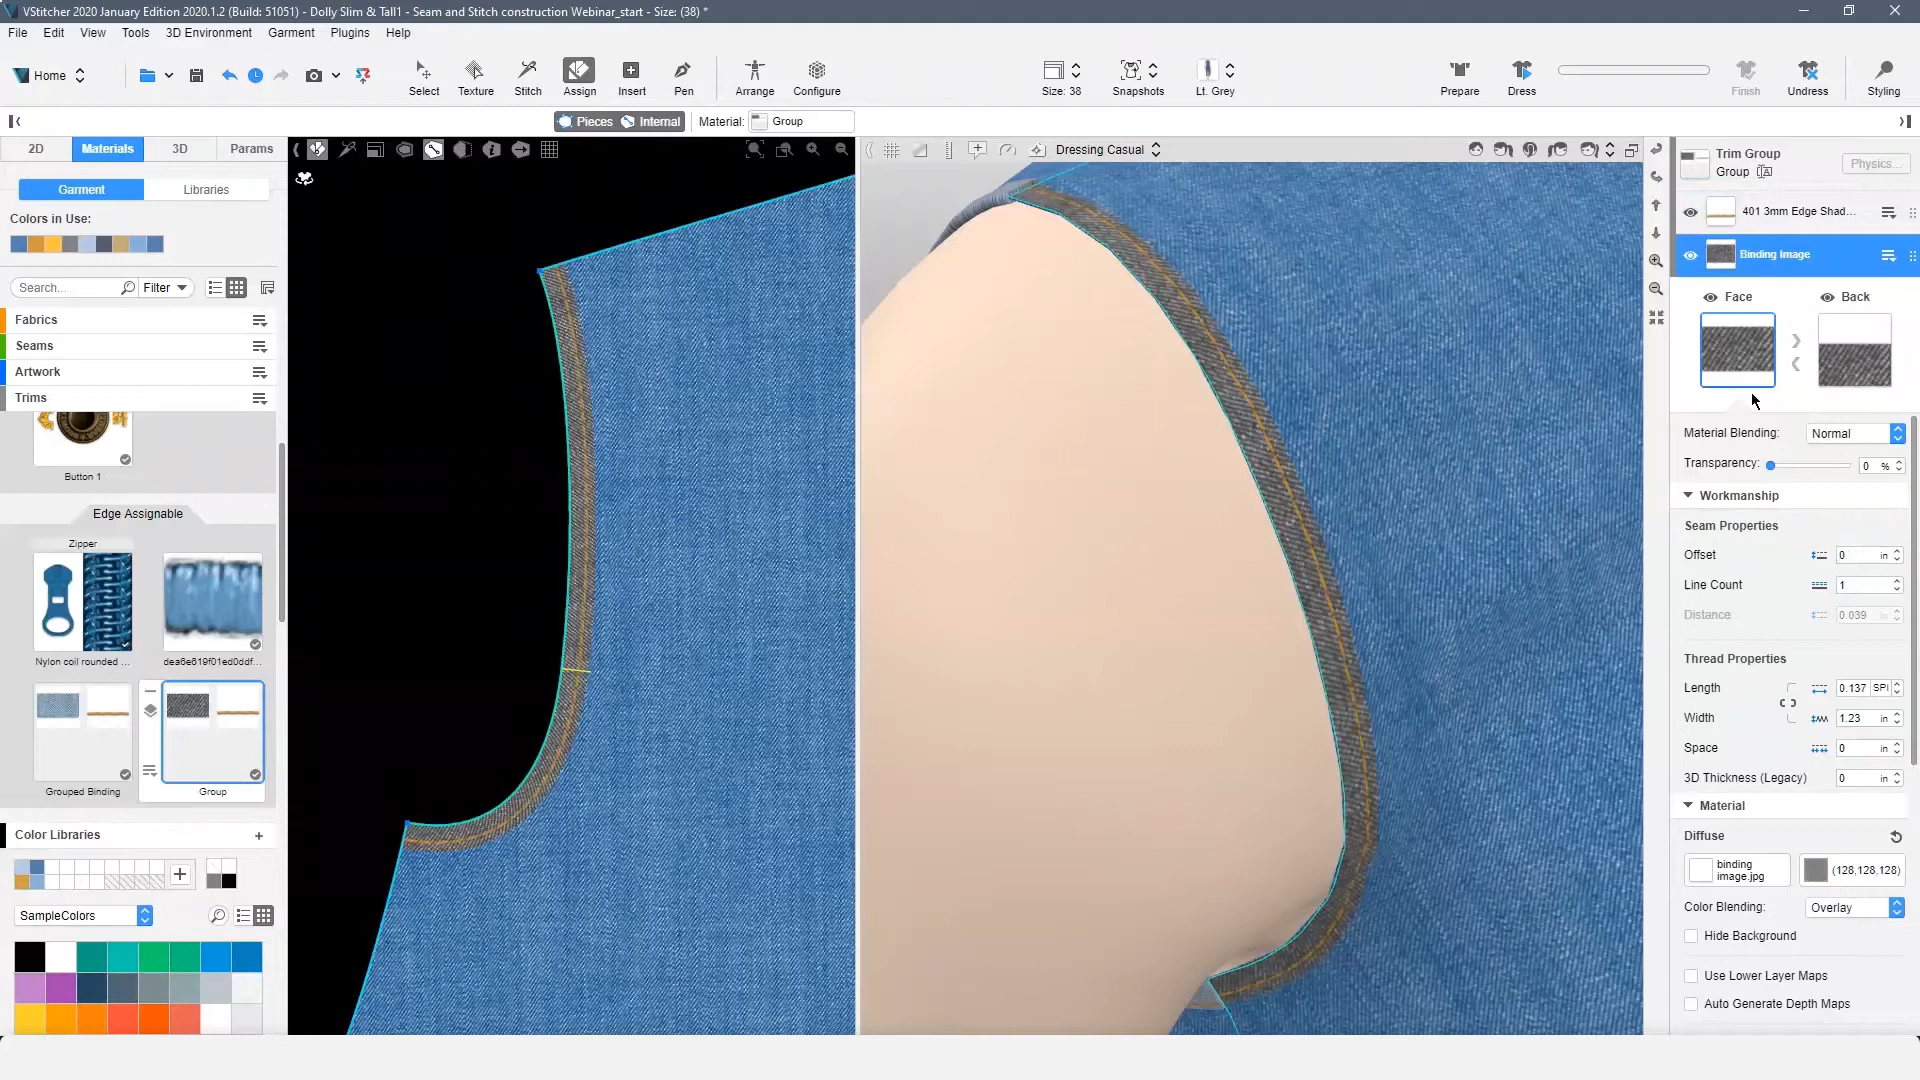 VStitcher 2020 January Edition 2020.1.2 (Build: 51051) - Dolly Slim & Tall1 - Seam and Stitch construction Webinar_start - Size: (38) *
File Edit View Tools 3D Environment Garment Plugins Help
Home
Select Texture Stitch Assign Insert Pen Arrange Configure Size: 38 Snapshots Lt. Grey Prepare Dress Finish Undress Styling
Pieces Internal Material: Group
2D Materials 3D Params
Dressing Casual
Garment Libraries
Colors in Use:
Search... Filter
Fabrics
Seams
Artwork
Trims
Button 1
Edge Assignable
Zipper
Nylon coil rounded ... dea6e619f01ed0ddf...
Grouped Binding Group
Color Libraries
SampleColors
Trim Group
Group
Physics...
401 3mm Edge Shad...
Binding Image
Face Back
Material Blending: Normal
Transparency: 0 %
Workmanship
Seam Properties
Offset 0 in
Line Count 1
Distance 0.039 in
Thread Properties
Length 0.137 SPI
Width 1.23 in
Space 0 in
3D Thickness (Legacy) 0 in
Material
Diffuse
binding
image.jpg
(128,128,128)
Color Blending: Overlay
Hide Background
Use Lower Layer Maps
Auto Generate Depth Maps